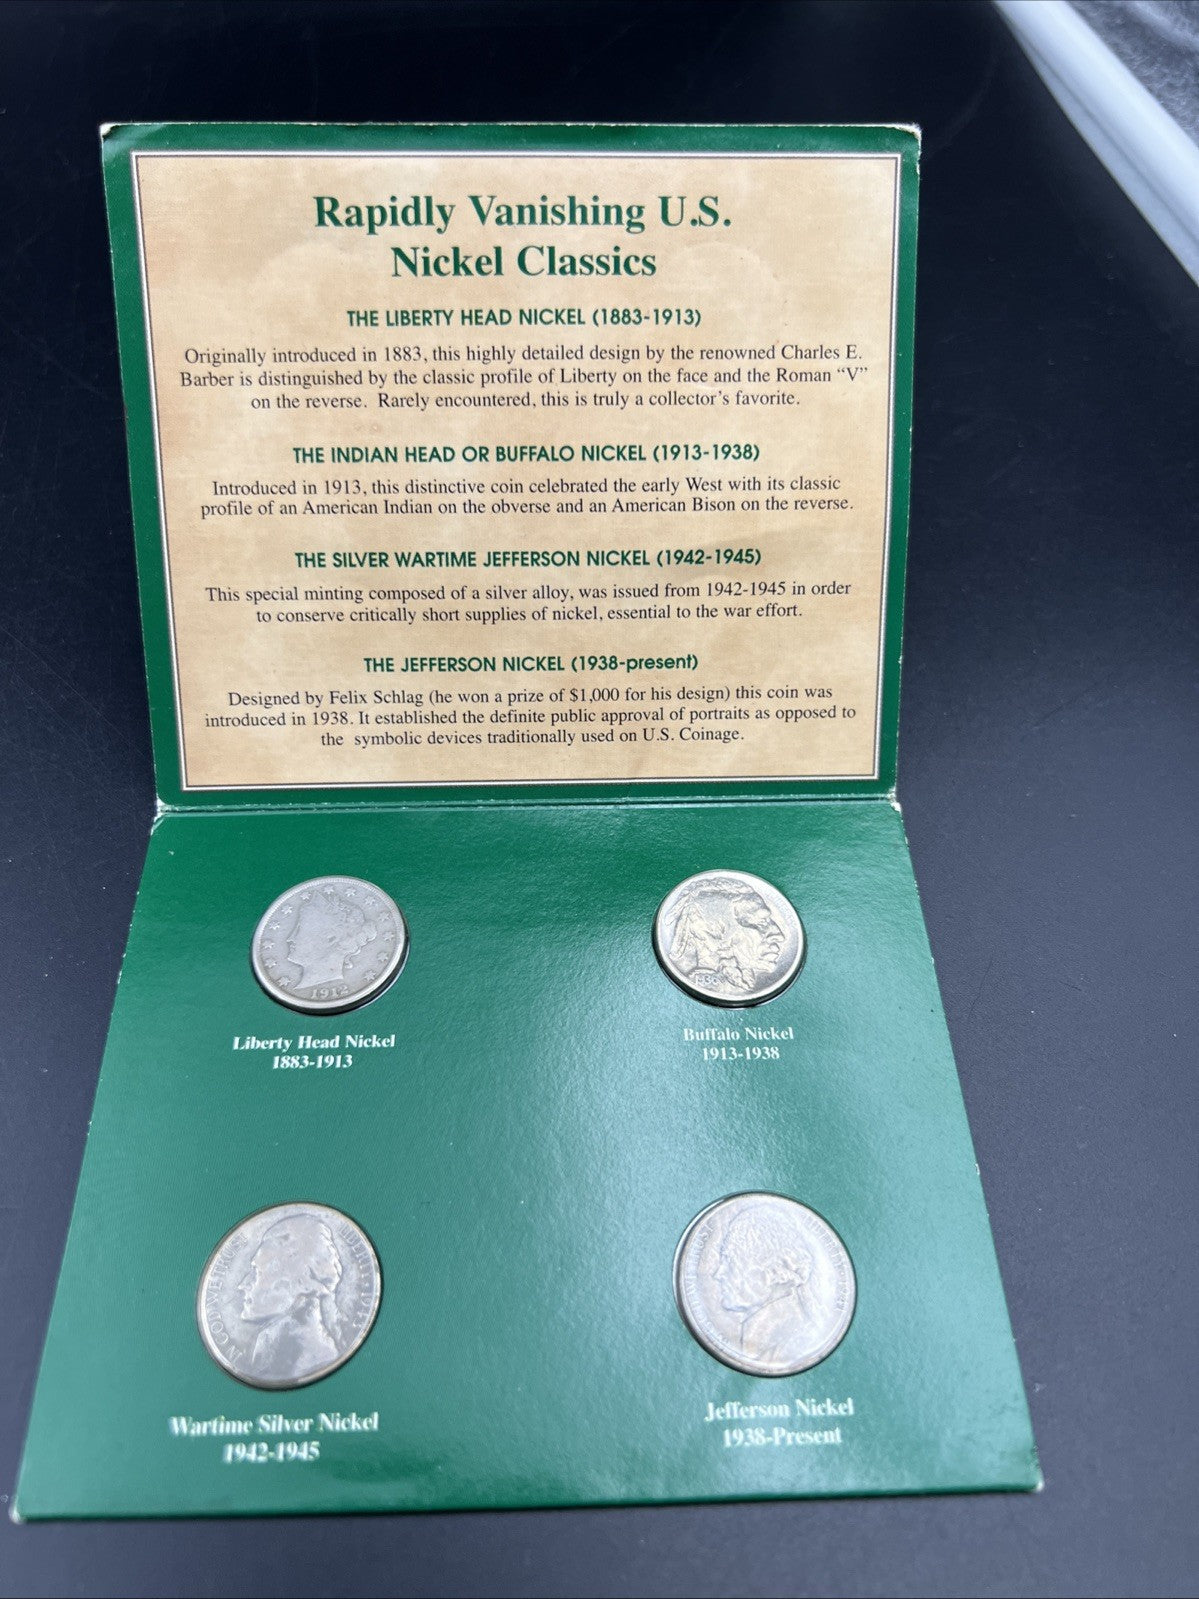 Rapidly Vanishing U.S.
Nickel Classics
THE LIBERTY HEAD NICKEL (1883-1913)
Originally introduced in 1883, this highly detailed design by the renowned Charles E.
Barber is distinguished by the classic profile of Liberty on the face and the Roman “V”
on the reverse. Rarely encountered, this is truly a collector’s favorite.
THE INDIAN HEAD OR BUFFALO NICKEL (1913-1938)
Introduced in 1913, this distinctive coin celebrated the early West with its classic
profile of an American Indian on the obverse and an American Bison on the reverse.
THE SILVER WARTIME JEFFERSON NICKEL (1942-1945)
This special minting composed of a silver alloy, was issued from 1942-1945 in order
to conserve critically short supplies of nickel, essential to the war effort.
THE JEFFERSON NICKEL (1938-present)
Designed by Felix Schlag (he won a prize of $1,000 for his design) this coin was
introduced in 1938. It established the definite public approval of portraits as opposed to
the symbolic devices traditionally used on U.S. Coinage.
1912
1936
Liberty Head Nickel
1883-1913
Buffalo Nickel
1913-1938
IN GOD WE TRUST
LIBERTY
WE TRUST
Wartime Silver Nickel
1942-1945
Jefferson Nickel
1938-Present